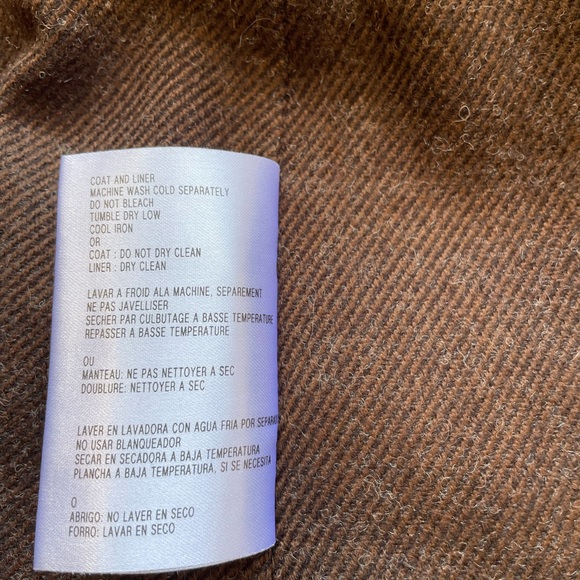 COAT AND LINER
MACHINE WASH COLD SEPARATELY
DO NOT BLEACH
TUMBLE DRY LOW
COOL IRON
OR
COAT : DO NOT DRY CLEAN
LINER : DRY CLEAN
LAVAR A FROID ALA MACHINE, SEPAREMENT
NE PAS JAVELLISER
SECHER PAR CULBUTAGE A BASSE TEMPERATURE
REPASSER A BASSE TEMPERATURE
OU
MANTEAU: NE PAS NETTOYER A SEC
DOUBLURE: NETTOYER A SEC
LAVER EN LAVADORA CON AGUA FRIA POR
NO USAR BLANQUEADOR
SECAR EN SECADORA A BAJA TEMPERATURA
PLANCHA A BAJA TEMPERATURA, SI SE NECESITA
O
ABRIGO: NO LAVER EN SECO
FORRO: LAVAR EN SECO